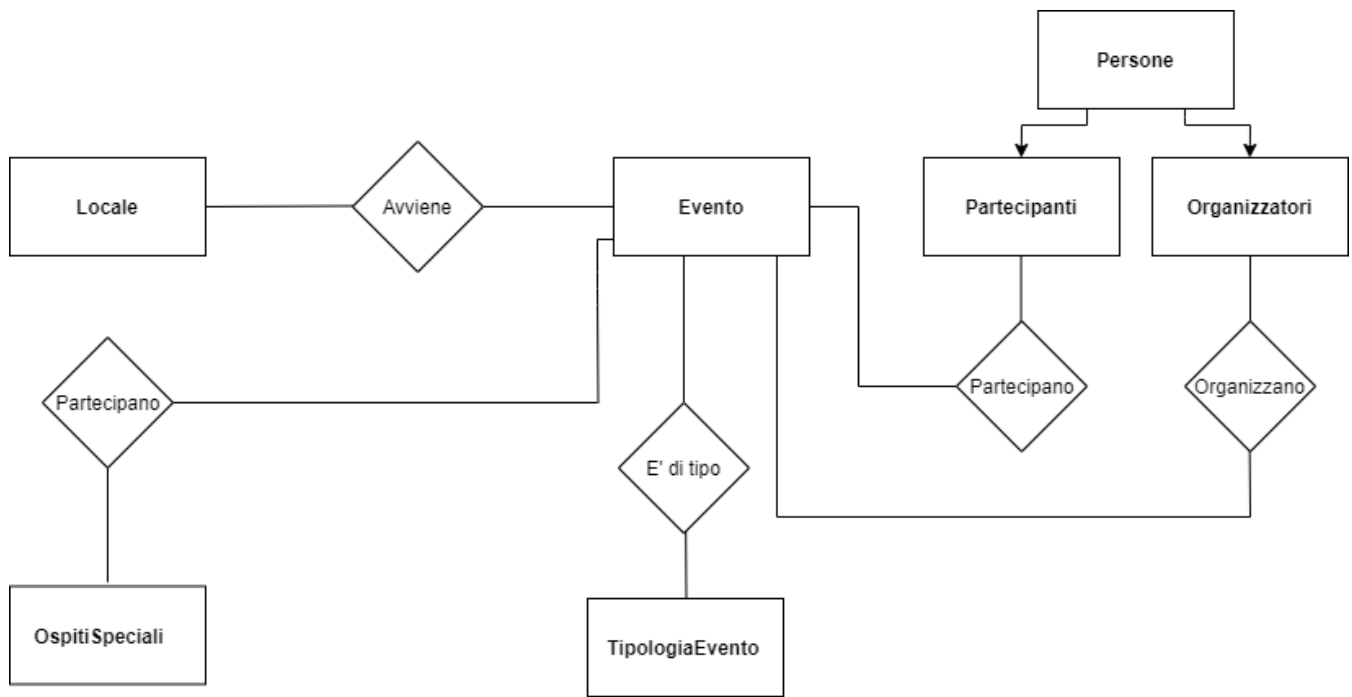 Persone
Locale
Avviene
Evento
Partecipanti
Organizzatori
Partecipano
Partecipano
Organizzano
E' di tipo
OspitiSpeciali
TipologiaEvento